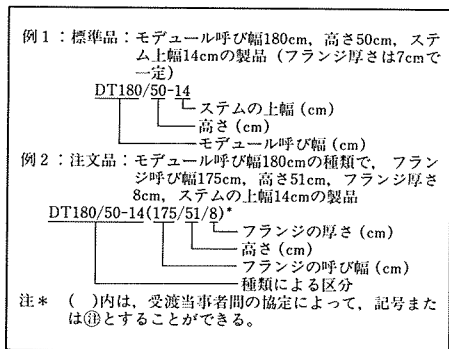 例1：標準品：モデュール呼び幅180cm，高さ50cm，ステ
ム上幅14cmの製品（フランジ厚さは7cmで
一定）
DT180/50-14
ステムの上幅（cm）
高さ（cm）
モデュール呼び幅（cm）
例2：注文品：モデュール呼び幅180cmの種類で，フラン
ジ呼び幅175cm，高さ51cm，フランジ厚さ
8cm，ステムの上幅14cmの製品
DT180/50-14(175/51/8)*
フランジの厚さ（cm）
高さ（cm）
フランジの呼び幅（cm）
種類による区分
注＊ （ ）内は，受渡当事者間の協定によって，記号また
は㊟とすることができる。